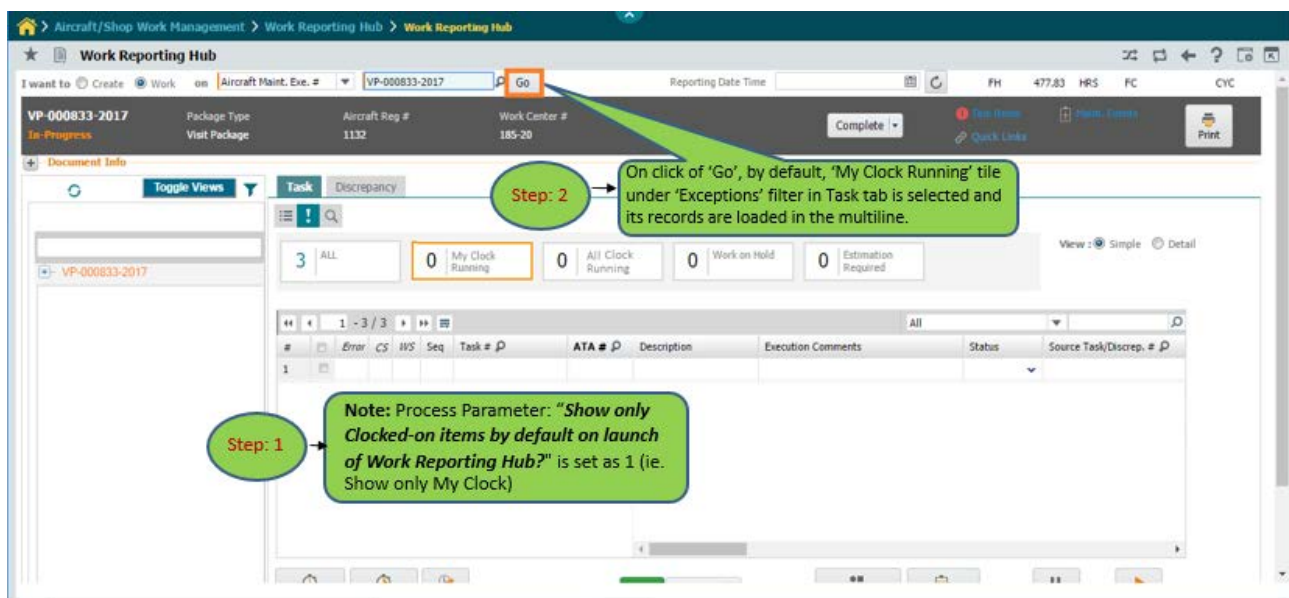 Aircraft/Shop Work Management > Work Reporting Hub > Work Reporting Hub
Work Reporting Hub
I want to Create Work on Aircraft Maint. Exe. # VP-000833-2017 Go Reporting Date Time FH 477.83 HRS FC CYC
VP-000833-2017 Package Type Aircraft Reg # Work Center # Complete
In-Progress Visit Package 1132 185-20 Quick Links Print
Document Info
Toggle Views Task Discrepancy
Step: 2
On click of ‘Go’, by default, ‘My Clock Running’ tile
under ‘Exceptions’ filter in Task tab is selected and
its records are loaded in the multiline.
View : Simple Detail
3 ALL
0 My Clock Running
0 All Clock Running
0 Work on Hold
0 Estimation Required
VP-000833-2017
1 - 3 / 3 All
# Error CS WS Seq Task # ATA # Description Execution Comments Status Source Task/Discrep. #
1
Step: 1
Note: Process Parameter: “Show only
Clocked-on items by default on launch
of Work Reporting Hub?" is set as 1 (ie.
Show only My Clock)